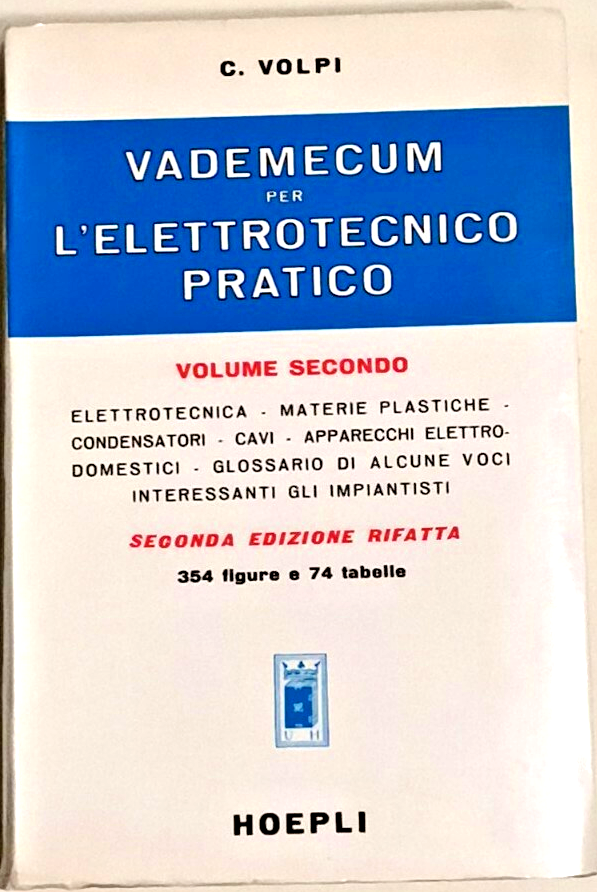 C. VOLPI
VADEMECUM
PER
L'ELETTROTECNICO
PRATICO
VOLUME SECONDO
ELETTROTECNICA - MATERIE PLASTICHE -
CONDENSATORI - CAVI - APPARECCHI ELETTRO-
DOMESTICI - GLOSSARIO DI ALCUNE VOCI
INTERESSANTI GLI IMPIANTISTI
SECONDA EDIZIONE RIFATTA
354 figure e 74 tabelle
U H
HOEPLI